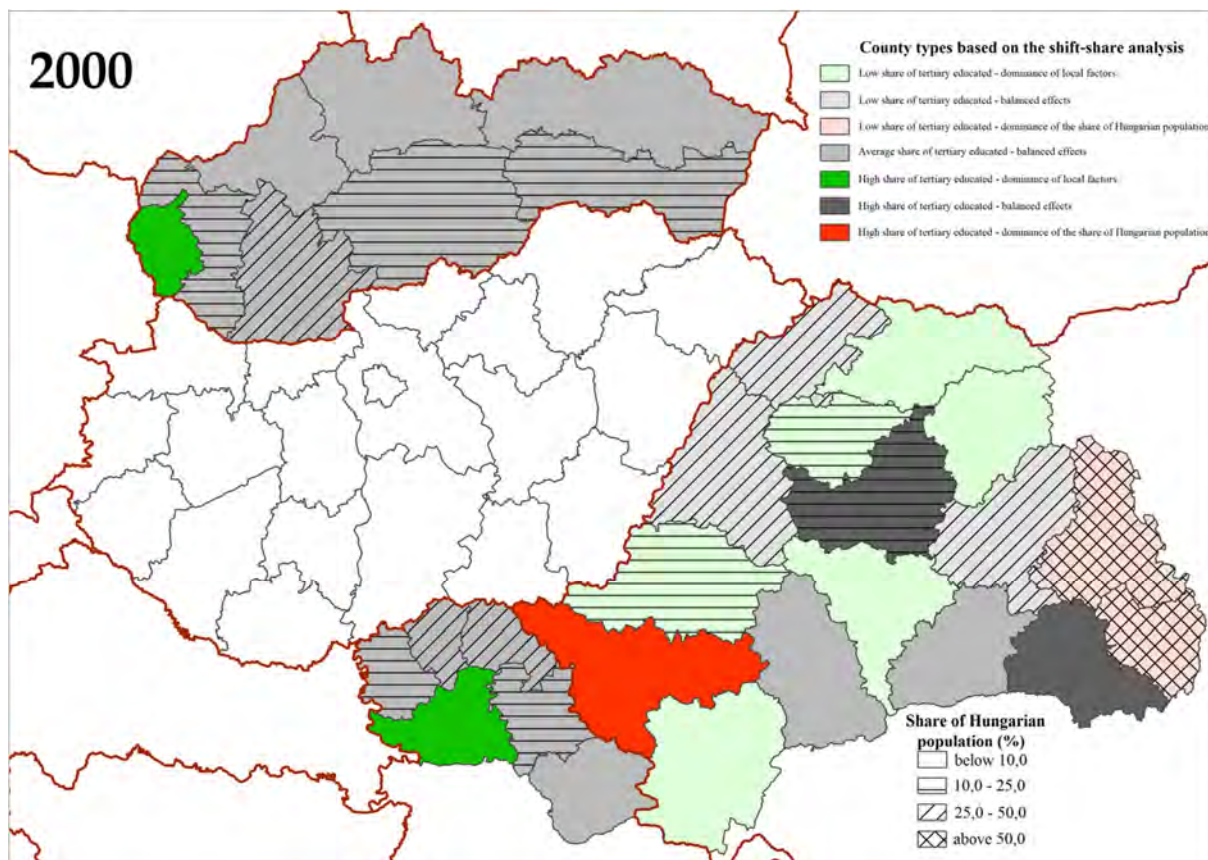 2000
County types based on the shift-share analysis
Low share of tertiary educated - dominance of local factors
Low share of tertiary educated - balanced effects
Low share of tertiary educated - dominance of the share of Hungarian population
Average share of tertiary educated - balanced effects
High share of tertiary educated - dominance of local factors
High share of tertiary educated - balanced effects
High share of tertiary educated - dominance of the share of Hungarian population
Share of Hungarian
population (%)
below 10,0
10,0 - 25,0
25,0 - 50,0
above 50,0